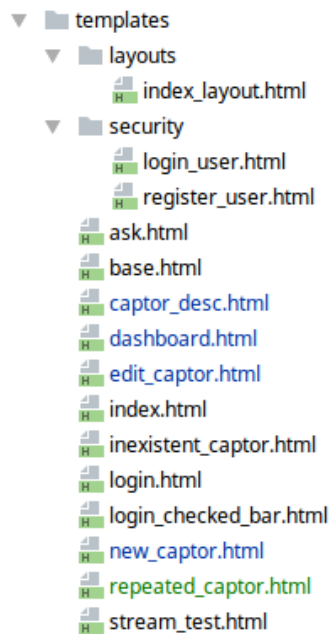 templates
layouts
index_layout.html
security
login_user.html
register_user.html
ask.html
base.html
captor_desc.html
dashboard.html
edit_captor.html
index.html
inexistent_captor.html
login.html
login_checked_bar.html
new_captor.html
repeated_captor.html
stream_test.html